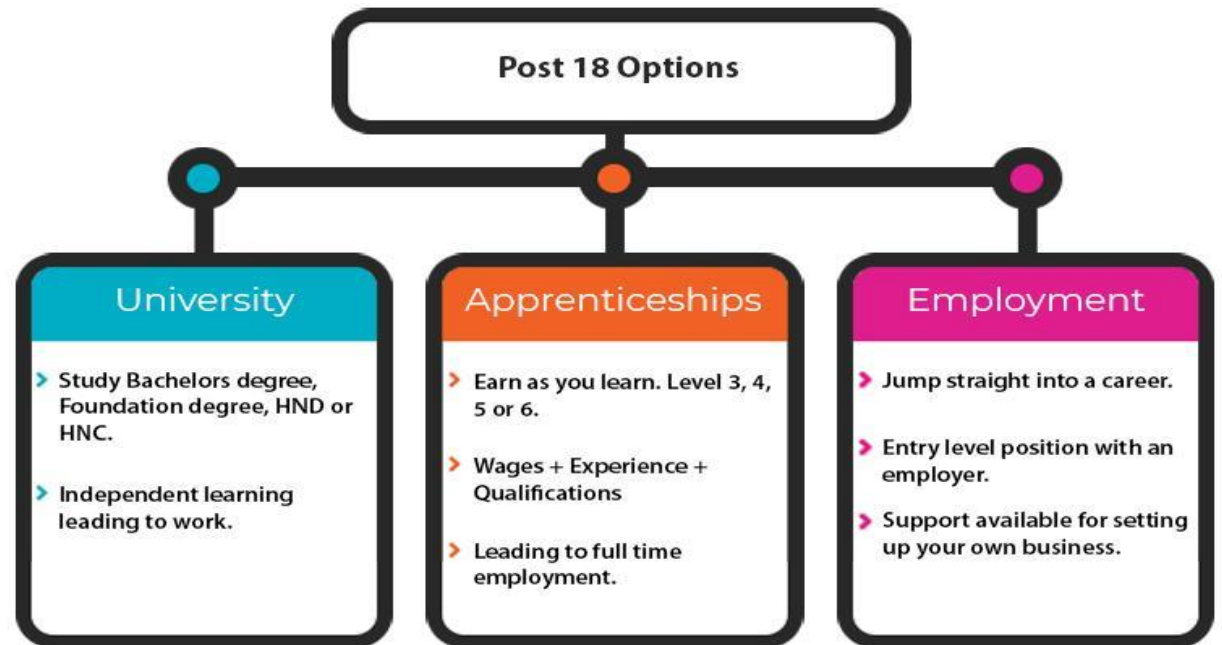 Post 18 Options
University
Study Bachelors degree,
Foundation degree, HND or
HNC.
Independent learning
leading to work.
Apprenticeships
Earn as you learn. Level 3, 4,
5 or 6.
Wages + Experience +
Qualifications
Leading to full time
employment.
Employment
Jump straight into a career.
Entry level position with an
employer.
Support available for setting
up your own business.